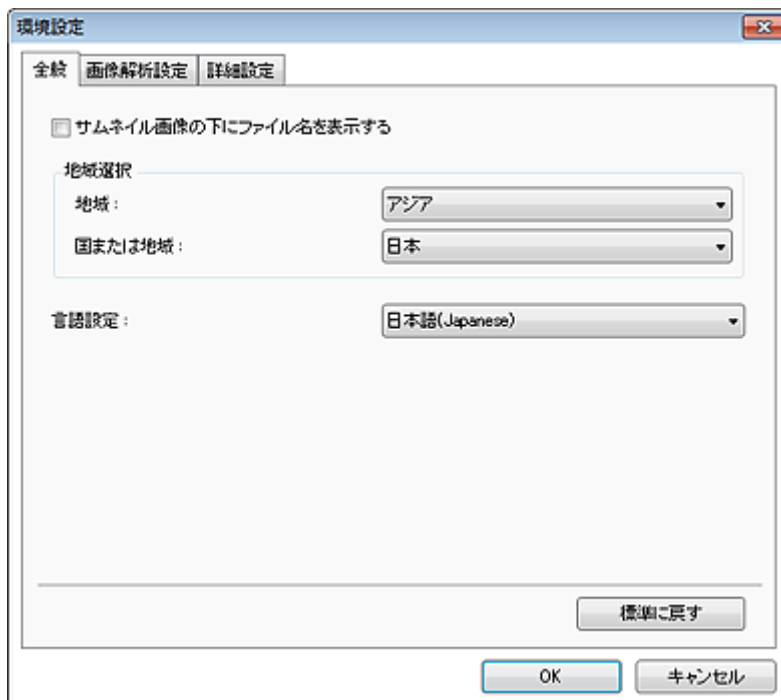 環境設定
全般 画像解析設定 詳細設定
サムネイル画像の下にファイル名を表示する
地域選択
地域: アジア
国または地域: 日本
言語設定: 日本語(Japanese)
標準に戻す
OK キャンセル